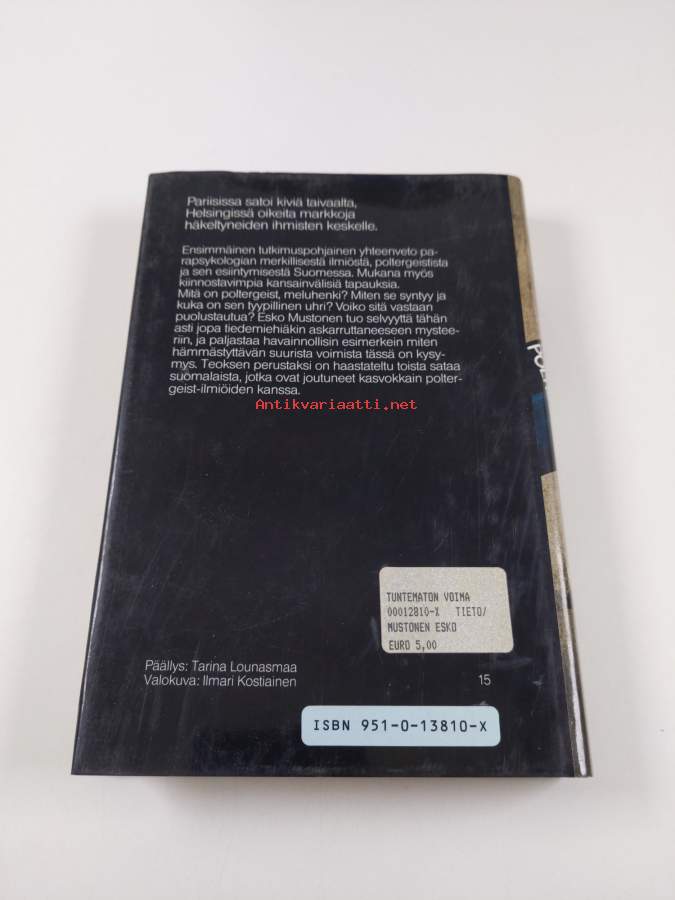 Pariisissa satoi kiviä taivaalta,
Helsingissä oikeita markkoja
häkeltyneiden ihmisten keskelle.
Ensimmäinen tutkimuspohjainen yhteenveto pa-
rapsykologian merkillisestä ilmiöstä, poltergeistista
ja sen esiintymisestä Suomessa. Mukana myös
kiinnostavimpia kansainvälisiä tapauksia.
Mitä on poltergeist, meluhenki? Miten se syntyy ja
kuka on sen tyypillinen uhri? Voiko sitä vastaan
puolustautua? Esko Mustonen tuo selvyyttä tähän
asti jopa tiedemiehiäkin askarruttaneeseen mystee-
riin, ja paljastaa havainnollisin esimerkein miten
hämmästyttävän suurista voimista tässä on kysy-
mys. Teoksen perustaksi on haastateltu toista sataa
suomalaista, jotka ovat joutuneet kasvokkain polter-
geist-ilmiöiden kanssa.
Antikvariaatti.net
TUNTEMATON VOIMA
00012810-X TIETO/
MUSTONEN ESKO
EURO 5,00
Päällys: Tarina Lounasmaa
Valokuva: Ilmari Kostiainen
15
ISBN 951-0-13810-X